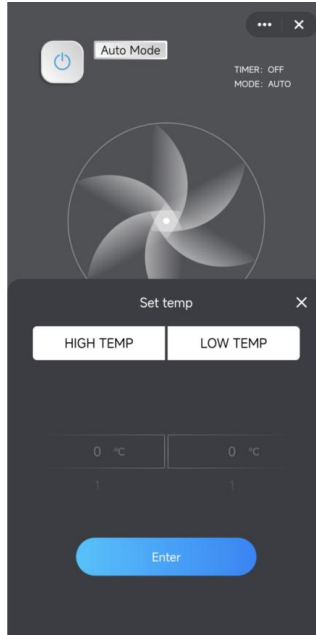 Auto Mode
TIMER: OFF
MODE: AUTO
Set temp
HIGH TEMP LOW TEMP
0 °C 0 °C
1 1
Enter